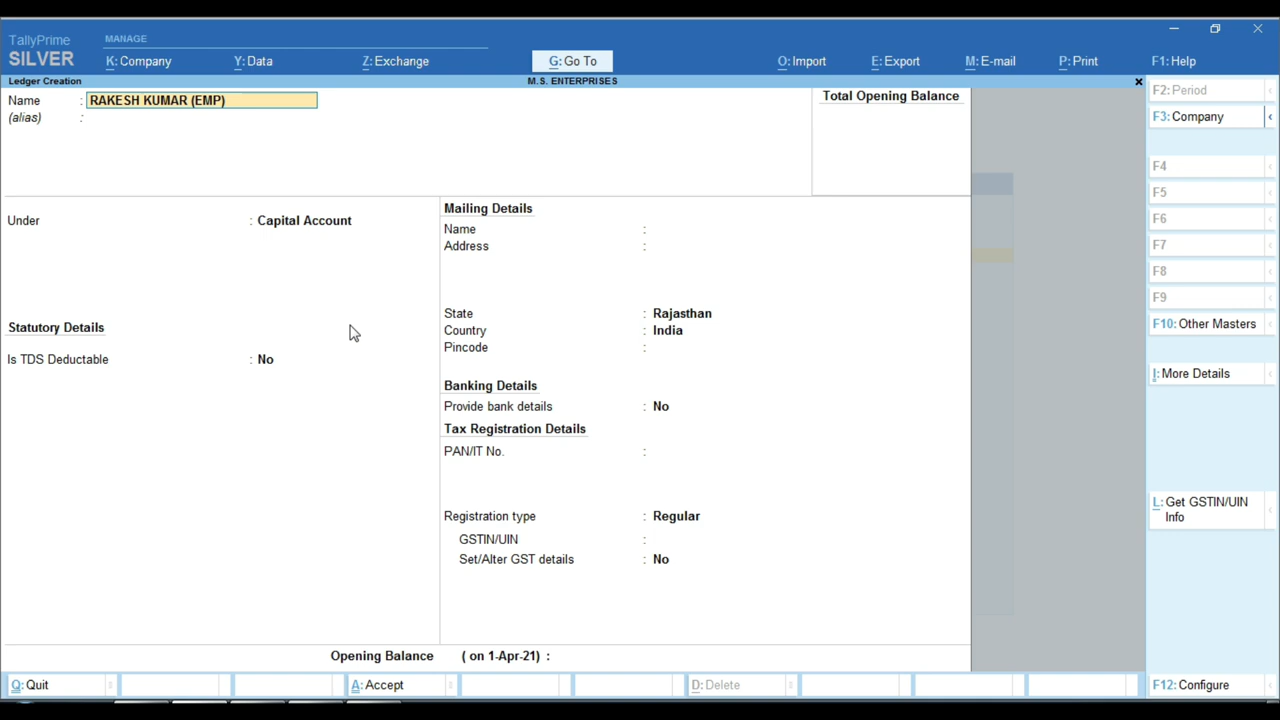 TallyPrime
SILVER
MANAGE
K: Company
Y: Data
Z: Exchange
G: Go To
O: Import
E: Export
M: E-mail
P: Print
F1: Help
Ledger Creation
M.S. ENTERPRISES
Name : RAKESH KUMAR (EMP)
(alias) :
Total Opening Balance
Under : Capital Account
Statutory Details
Is TDS Deductable : No
Mailing Details
Name :
Address :
State : Rajasthan
Country : India
Pincode :
Banking Details
Provide bank details : No
Tax Registration Details
PAN/IT No. :
Registration type : Regular
GSTIN/UIN :
Set/Alter GST details : No
Opening Balance ( on 1-Apr-21) :
F2: Period
F3: Company
F4
F5
F6
F7
F8
F9
F10: Other Masters
I: More Details
L: Get GSTIN/UIN
Info
F12: Configure
Q: Quit
A: Accept
D: Delete